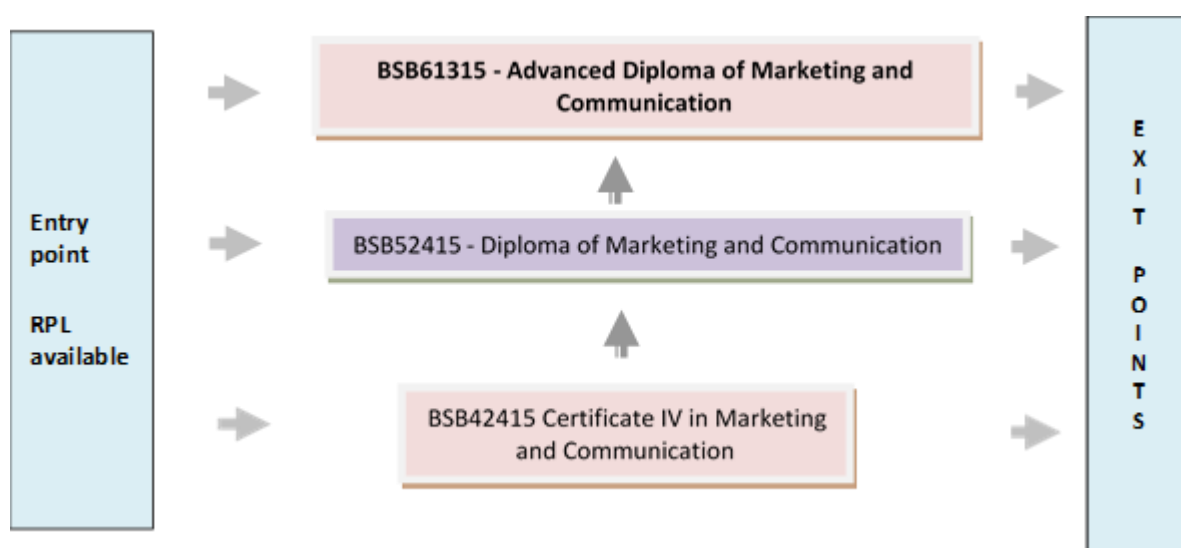 Entry
point
RPL
available
BSB61315 - Advanced Diploma of Marketing and
Communication
BSB52415 - Diploma of Marketing and Communication
BSB42415 Certificate IV in Marketing
and Communication
E
X
I
T
P
O
I
N
T
S